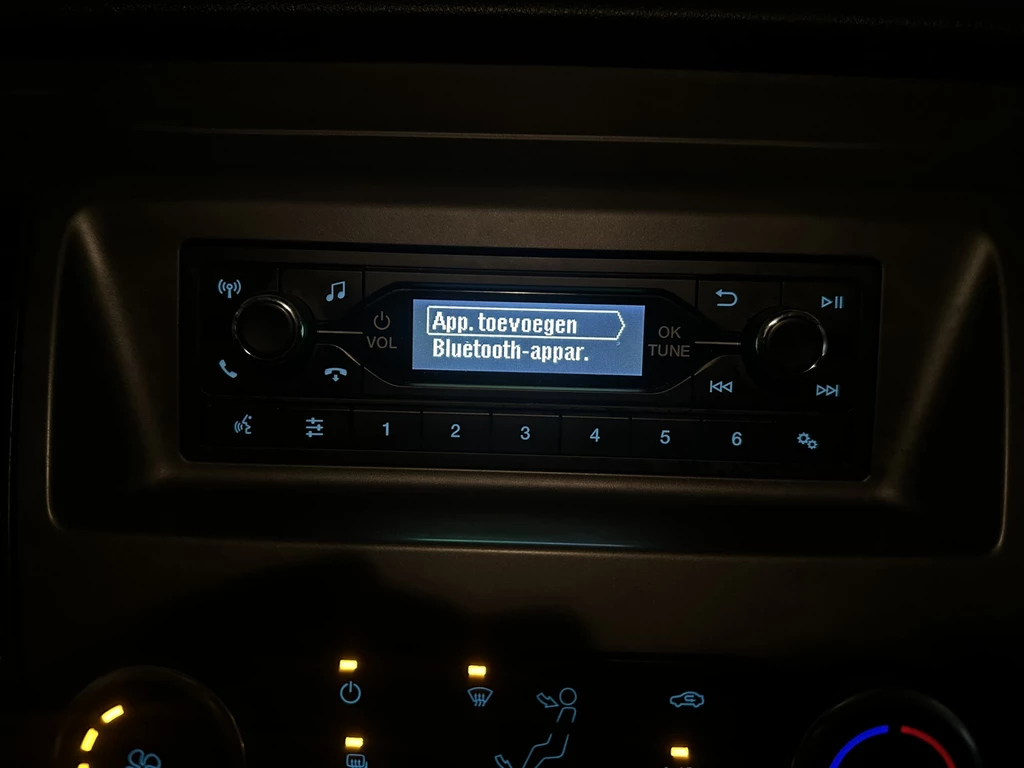 App. toevoegen
Bluetooth-appar.
VOL
OK
TUNE
1 2 3 4 5 6